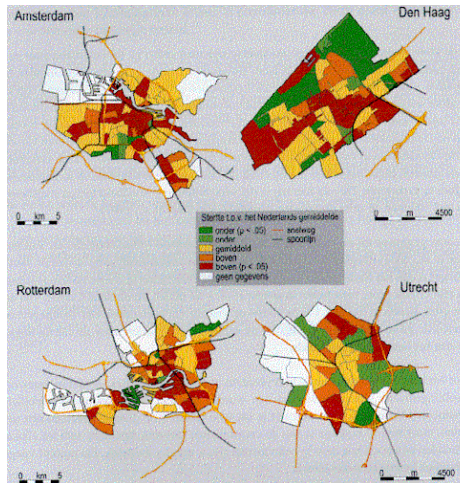 Amsterdam
Den Haag
0 km 5
0 m 4500
Sterfte t.o.v. het Nederlands gemiddelde
onder (p < .05)
onder
gemiddeld
boven
boven (p < .05)
geen gegevens
snelweg
spoorlijn
Rotterdam
Utrecht
0 km 5
0 m 4500